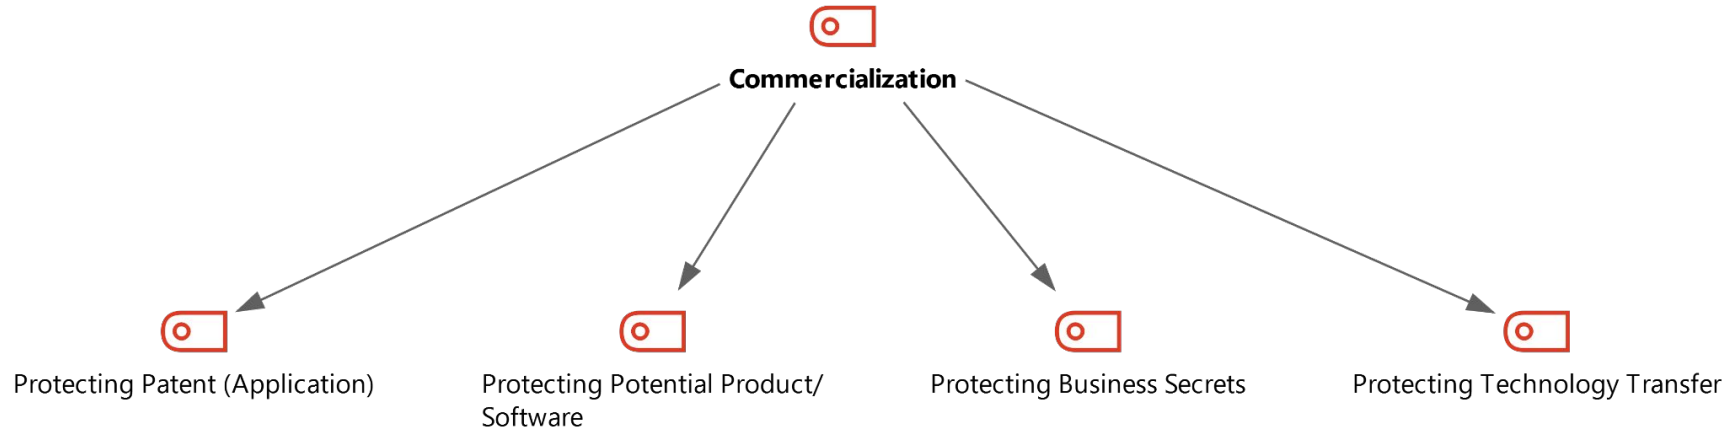 Commercialization
Protecting Patent (Application)
Protecting Potential Product/
Software
Protecting Business Secrets
Protecting Technology Transfer